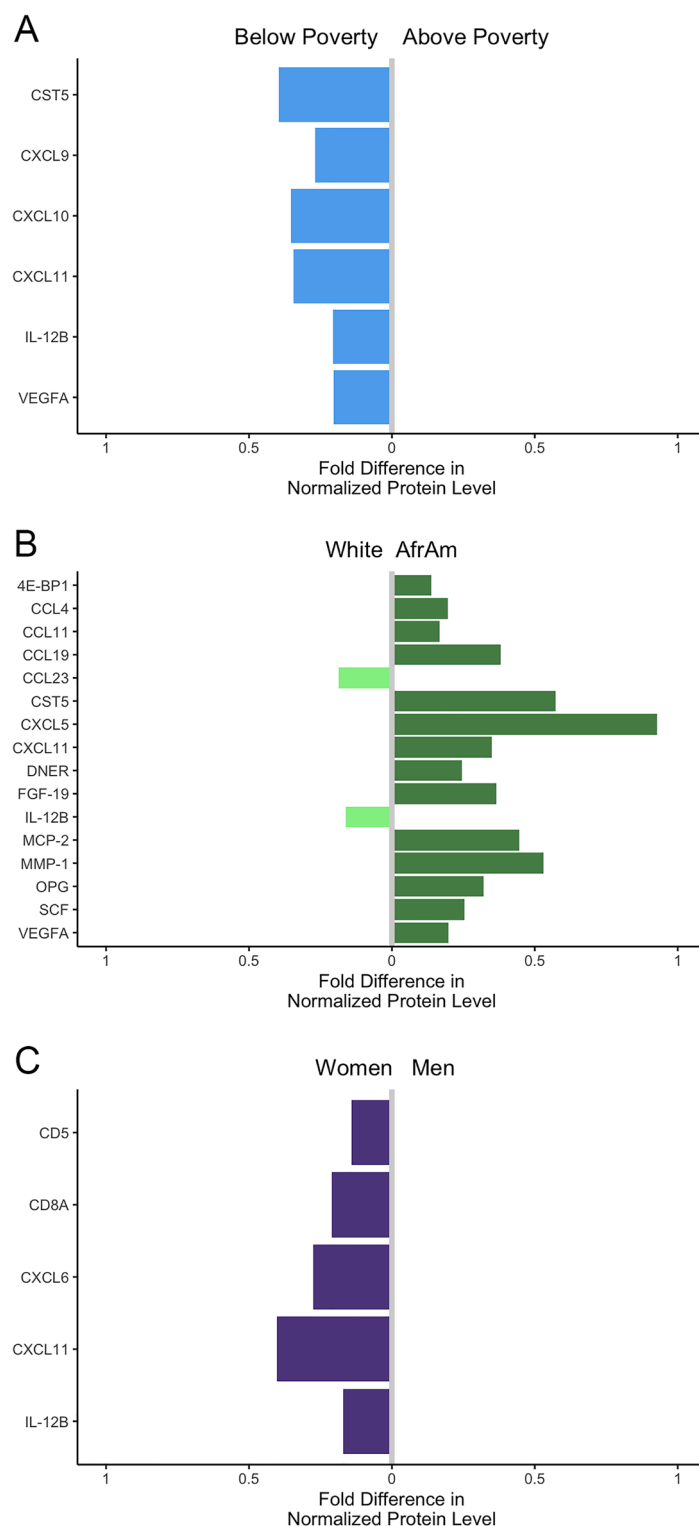 A
Below Poverty Above Poverty
CST5
CXCL9
CXCL10
CXCL11
IL-12B
VEGFA
1 0.5 0 0.5 1
Fold Difference in
Normalized Protein Level
B
White AfrAm
4E-BP1
CCL4
CCL11
CCL19
CCL23
CST5
CXCL5
CXCL11
DNER
FGF-19
IL-12B
MCP-2
MMP-1
OPG
SCF
VEGFA
1 0.5 0 0.5 1
Fold Difference in
Normalized Protein Level
C
Women Men
CD5
CD8A
CXCL6
CXCL11
IL-12B
1 0.5 0 0.5 1
Fold Difference in
Normalized Protein Level